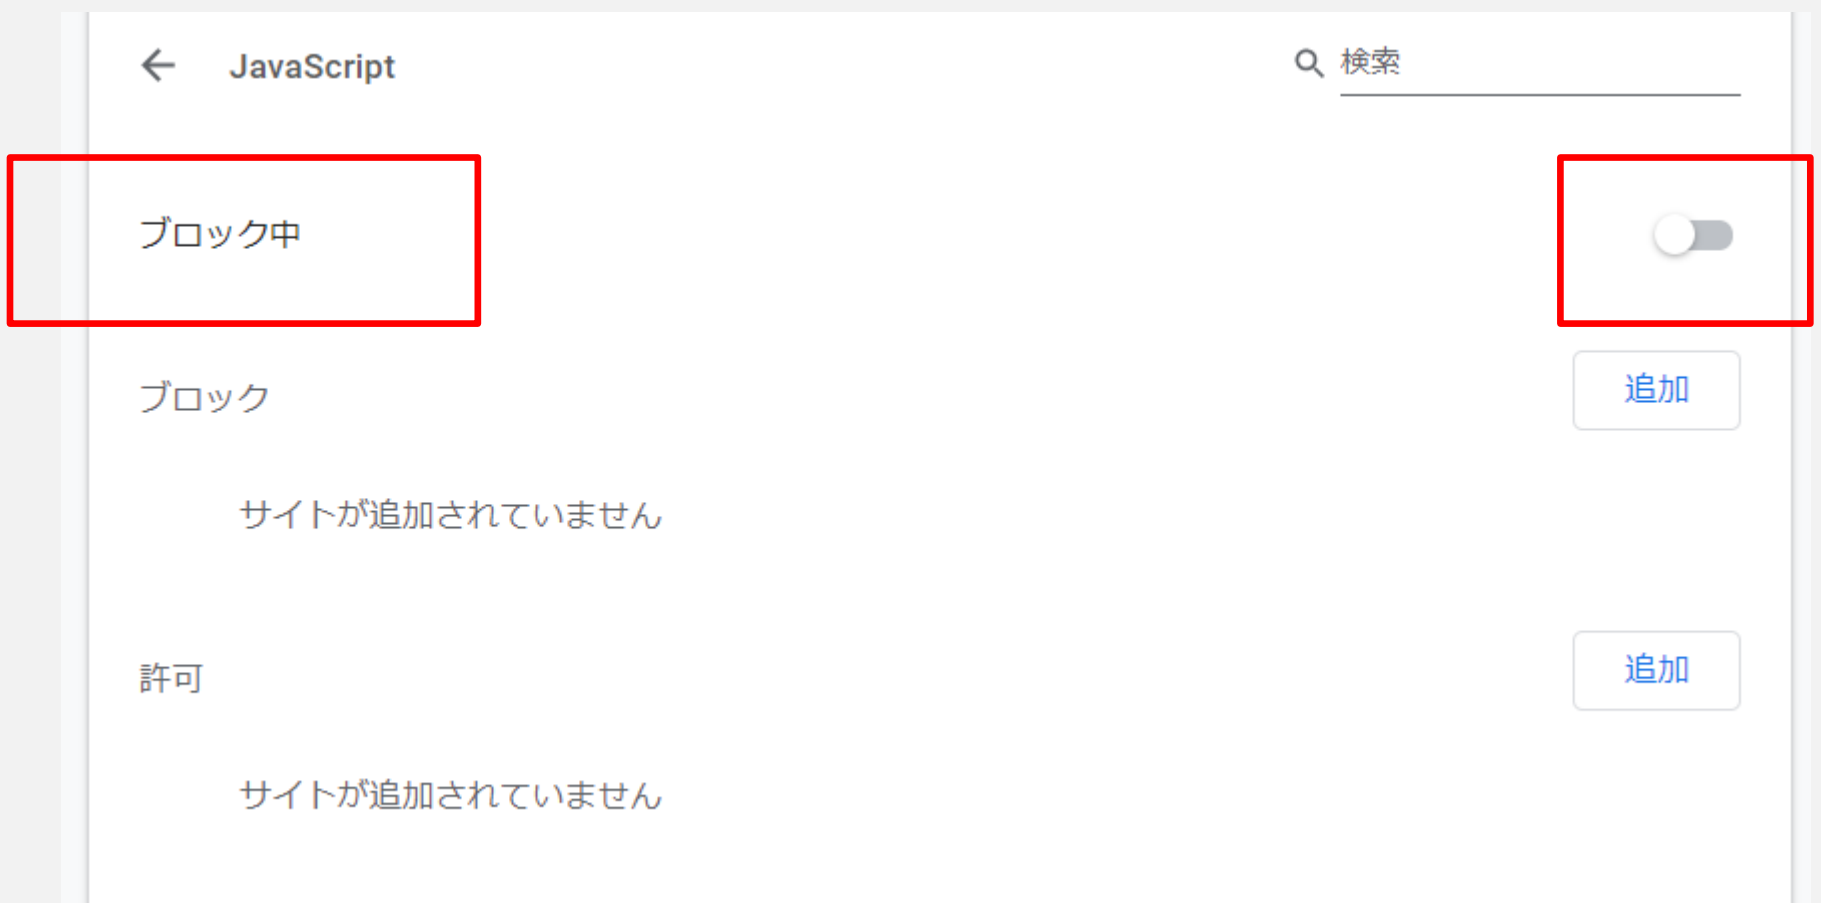 JavaScript
検索
ブロック中
ブロック
追加
サイトが追加されていません
許可
追加
サイトが追加されていません